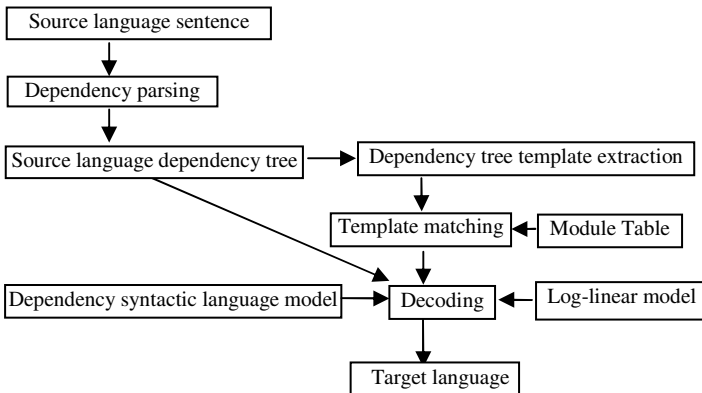 Source language sentence
Dependency parsing
Source language dependency tree
Dependency tree template extraction
Template matching
Module Table
Dependency syntactic language model
Decoding
Log-linear model
Target language